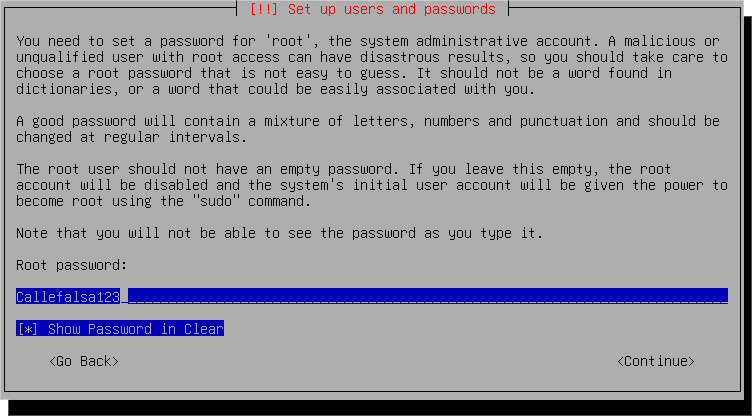 [!!] Set up users and passwords
You need to set a password for 'root', the system administrative account. A malicious or
unqualified user with root access can have disastrous results, so you should take care to
choose a root password that is not easy to guess. It should not be a word found in
dictionaries, or a word that could be easily associated with you.
A good password will contain a mixture of letters, numbers and punctuation and should be
changed at regular intervals.
The root user should not have an empty password. If you leave this empty, the root
account will be disabled and the system's initial user account will be given the power to
become root using the "sudo" command.
Note that you will not be able to see the password as you type it.
Root password:
Callefalsa123
[*] Show Password in Clear
<Go Back> <Continue>